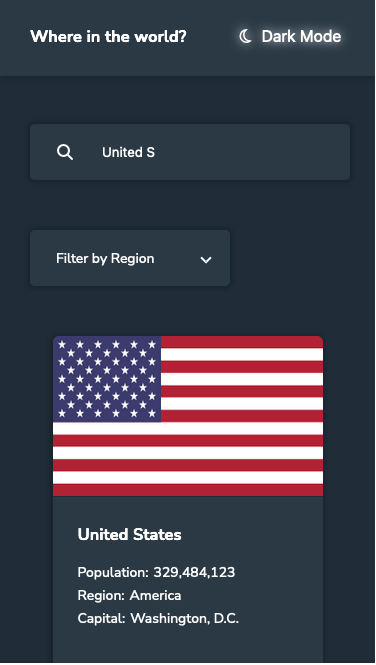 Where in the world? Dark Mode
United S
Filter by Region
United States
Population: 329,484,123
Region: America
Capital: Washington, D.C.